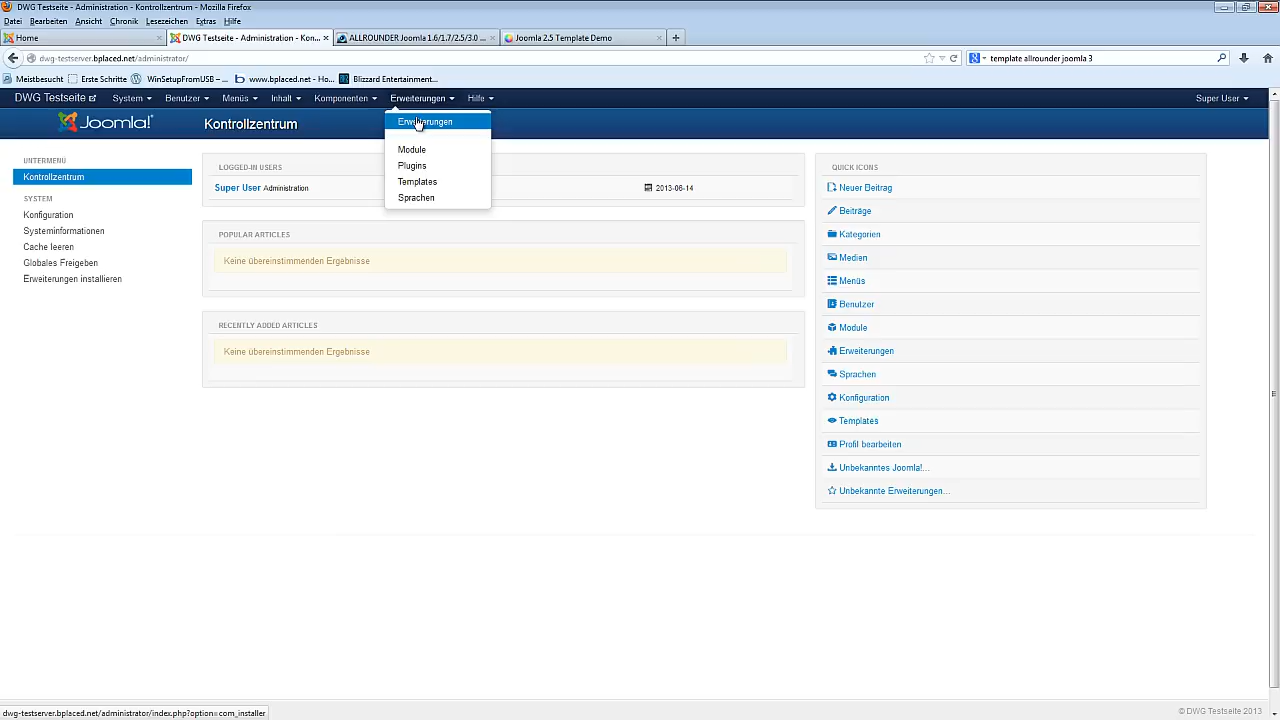 DWG Testseite - Administration - Kontrollzentrum - Mozilla Firefox
Datei Bearbeiten Ansicht Chronik Lesezeichen Extras Hilfe
Home
DWG Testseite - Administration - Kon...
ALLROUNDER Joomla 1.6/1.7/2.5/3.0 ...
Joomla 2.5 Template Demo
dwg-testserver.bplaced.net/administrator/
template allrounder joomla 3
Meistbesucht Erste Schritte WinSetupFromUSB - ... www.bplaced.net - Ho... Blizzard Entertainment...
DWG Testseite System Benutzer Menüs Inhalt Komponenten Erweiterungen Hilfe Super User
Joomla!
Kontrollzentrum
Erweiterungen
Module
Plugins
Templates
Sprachen
UNTERMENÜ
Kontrollzentrum
SYSTEM
Konfiguration
Systeminformationen
Cache leeren
Globales Freigeben
Erweiterungen installieren
LOGGED-IN USERS
Super User Administration 2013-06-14
POPULAR ARTICLES
Keine übereinstimmenden Ergebnisse
RECENTLY ADDED ARTICLES
Keine übereinstimmenden Ergebnisse
QUICK ICONS
Neuer Beitrag
Beiträge
Kategorien
Medien
Menüs
Benutzer
Module
Erweiterungen
Sprachen
Konfiguration
Templates
Profil bearbeiten
Unbekanntes Joomla!...
Unbekannte Erweiterungen...
dwg-testserver.bplaced.net/administrator/index.php?option=com_installer
© DWG Testseite 2013